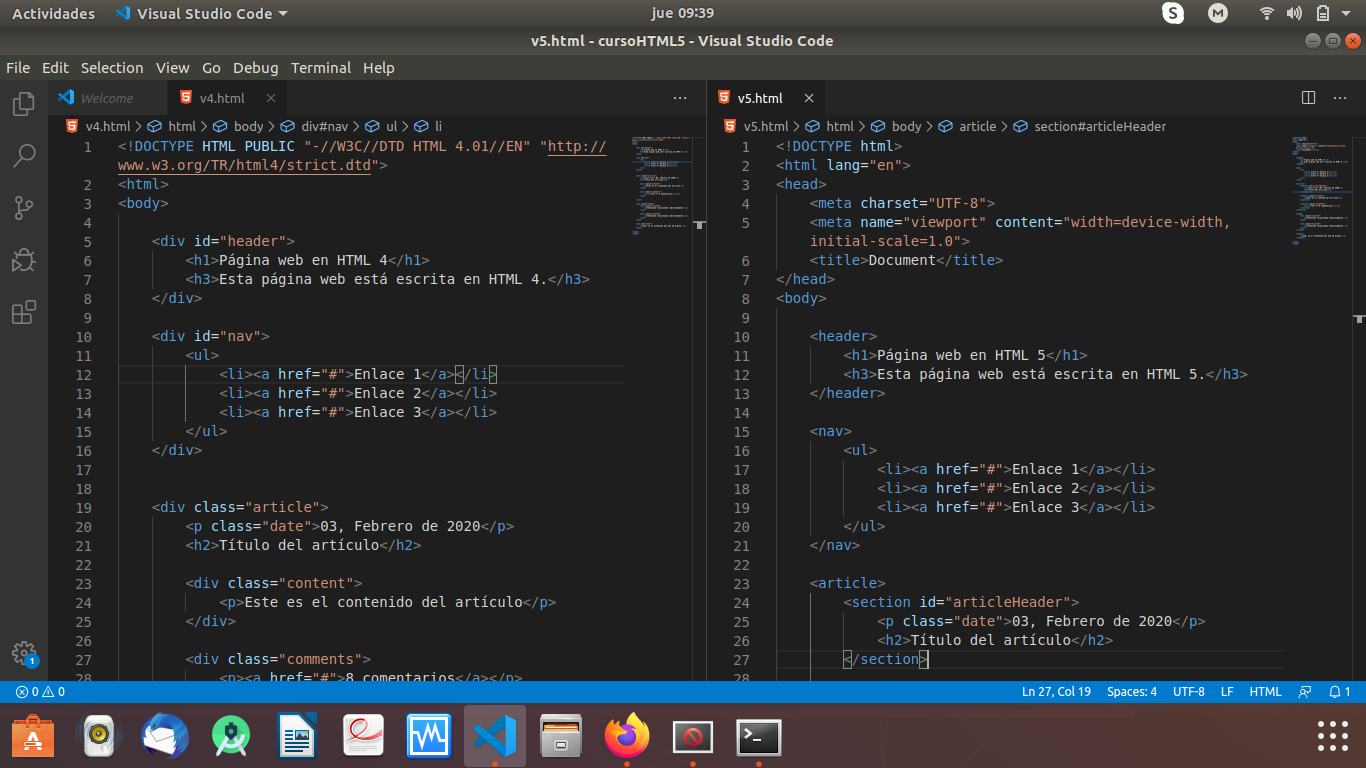 Actividades Visual Studio Code jue 09:39
v5.html - cursoHTML5 - Visual Studio Code
File Edit Selection View Go Debug Terminal Help
Welcome v4.html
v4.html > html > body > div#nav > ul > li
1 <!DOCTYPE HTML PUBLIC "-//W3C//DTD HTML 4.01//EN" "http://
www.w3.org/TR/html4/strict.dtd">
2 <html>
3 <body>
4
5 <div id="header">
6 <h1>Página web en HTML 4</h1>
7 <h3>Esta página web está escrita en HTML 4.</h3>
8 </div>
9
10 <div id="nav">
11 <ul>
12 <li><a href="#">Enlace 1</a></li>
13 <li><a href="#">Enlace 2</a></li>
14 <li><a href="#">Enlace 3</a></li>
15 </ul>
16 </div>
17
18
19 <div class="article">
20 <p class="date">03, Febrero de 2020</p>
21 <h2>Título del artículo</h2>
22
23 <div class="content">
24 <p>Este es el contenido del artículo</p>
25 </div>
26
27 <div class="comments">
28 <p><a href="#">8 comentarios</a></p>
v5.html
v5.html > html > body > article > section#articleHeader
1 <!DOCTYPE html>
2 <html lang="en">
3 <head>
4 <meta charset="UTF-8">
5 <meta name="viewport" content="width=device-width,
initial-scale=1.0">
6 <title>Document</title>
7 </head>
8 <body>
9
10 <header>
11 <h1>Página web en HTML 5</h1>
12 <h3>Esta página web está escrita en HTML 5.</h3>
13 </header>
14
15 <nav>
16 <ul>
17 <li><a href="#">Enlace 1</a></li>
18 <li><a href="#">Enlace 2</a></li>
19 <li><a href="#">Enlace 3</a></li>
20 </ul>
21 </nav>
22
23 <article>
24 <section id="articleHeader">
25 <p class="date">03, Febrero de 2020</p>
26 <h2>Título del artículo</h2>
27 </section>
28
1
0 0 Ln 27, Col 19 Spaces: 4 UTF-8 LF HTML 1